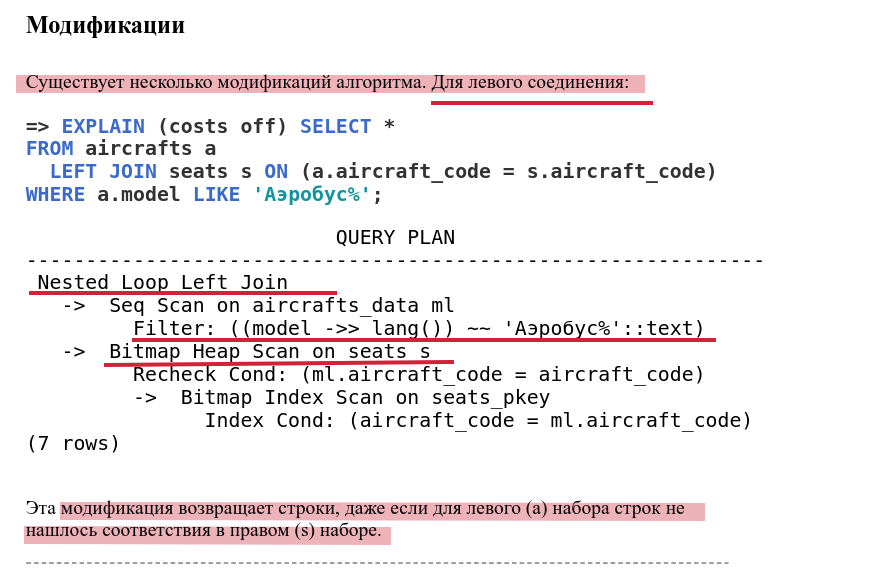 Модификации
Существует несколько модификаций алгоритма. Для левого соединения:
=> EXPLAIN (costs off) SELECT *
FROM aircrafts a
  LEFT JOIN seats s ON (a.aircraft_code = s.aircraft_code)
WHERE a.model LIKE 'Аэробус%';
                          QUERY PLAN
--------------------------------------------------------------
 Nested Loop Left Join
   ->  Seq Scan on aircrafts_data ml
         Filter: ((model ->> lang()) ~~ 'Аэробус%'::text)
   ->  Bitmap Heap Scan on seats s
         Recheck Cond: (ml.aircraft_code = aircraft_code)
         ->  Bitmap Index Scan on seats_pkey
               Index Cond: (aircraft_code = ml.aircraft_code)
(7 rows)
Эта модификация возвращает строки, даже если для левого (a) набора строк не
нашлось соответствия в правом (s) наборе.